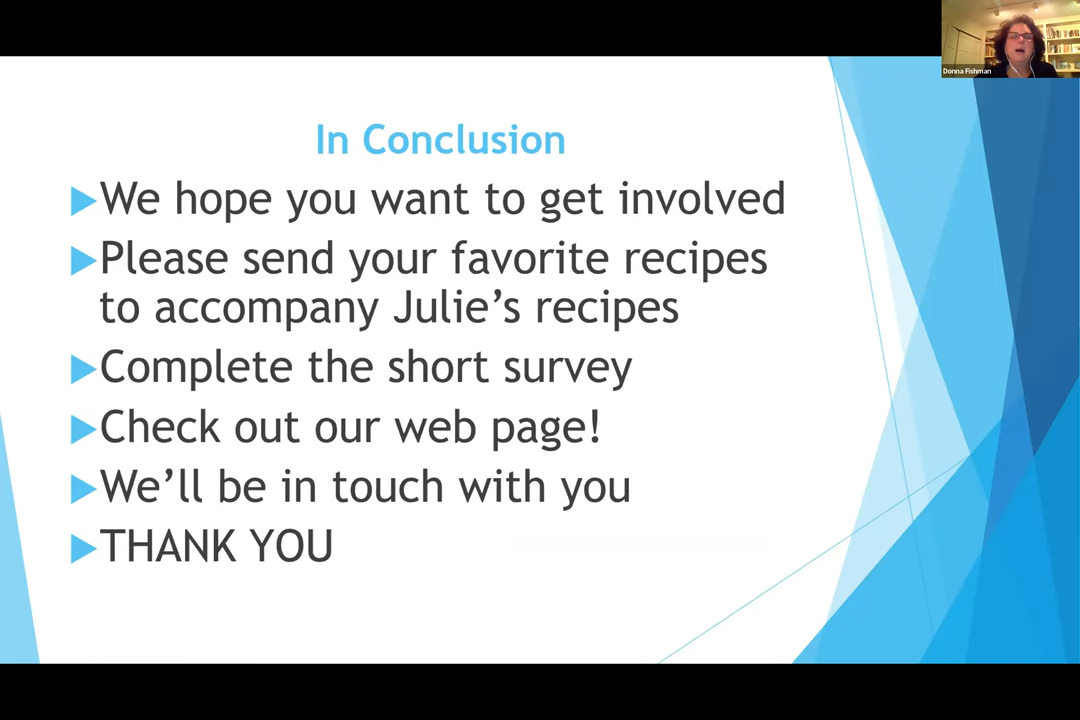 Donna Fishman
In Conclusion
We hope you want to get involved
Please send your favorite recipes
to accompany Julie’s recipes
Complete the short survey
Check out our web page!
We’ll be in touch with you
THANK YOU